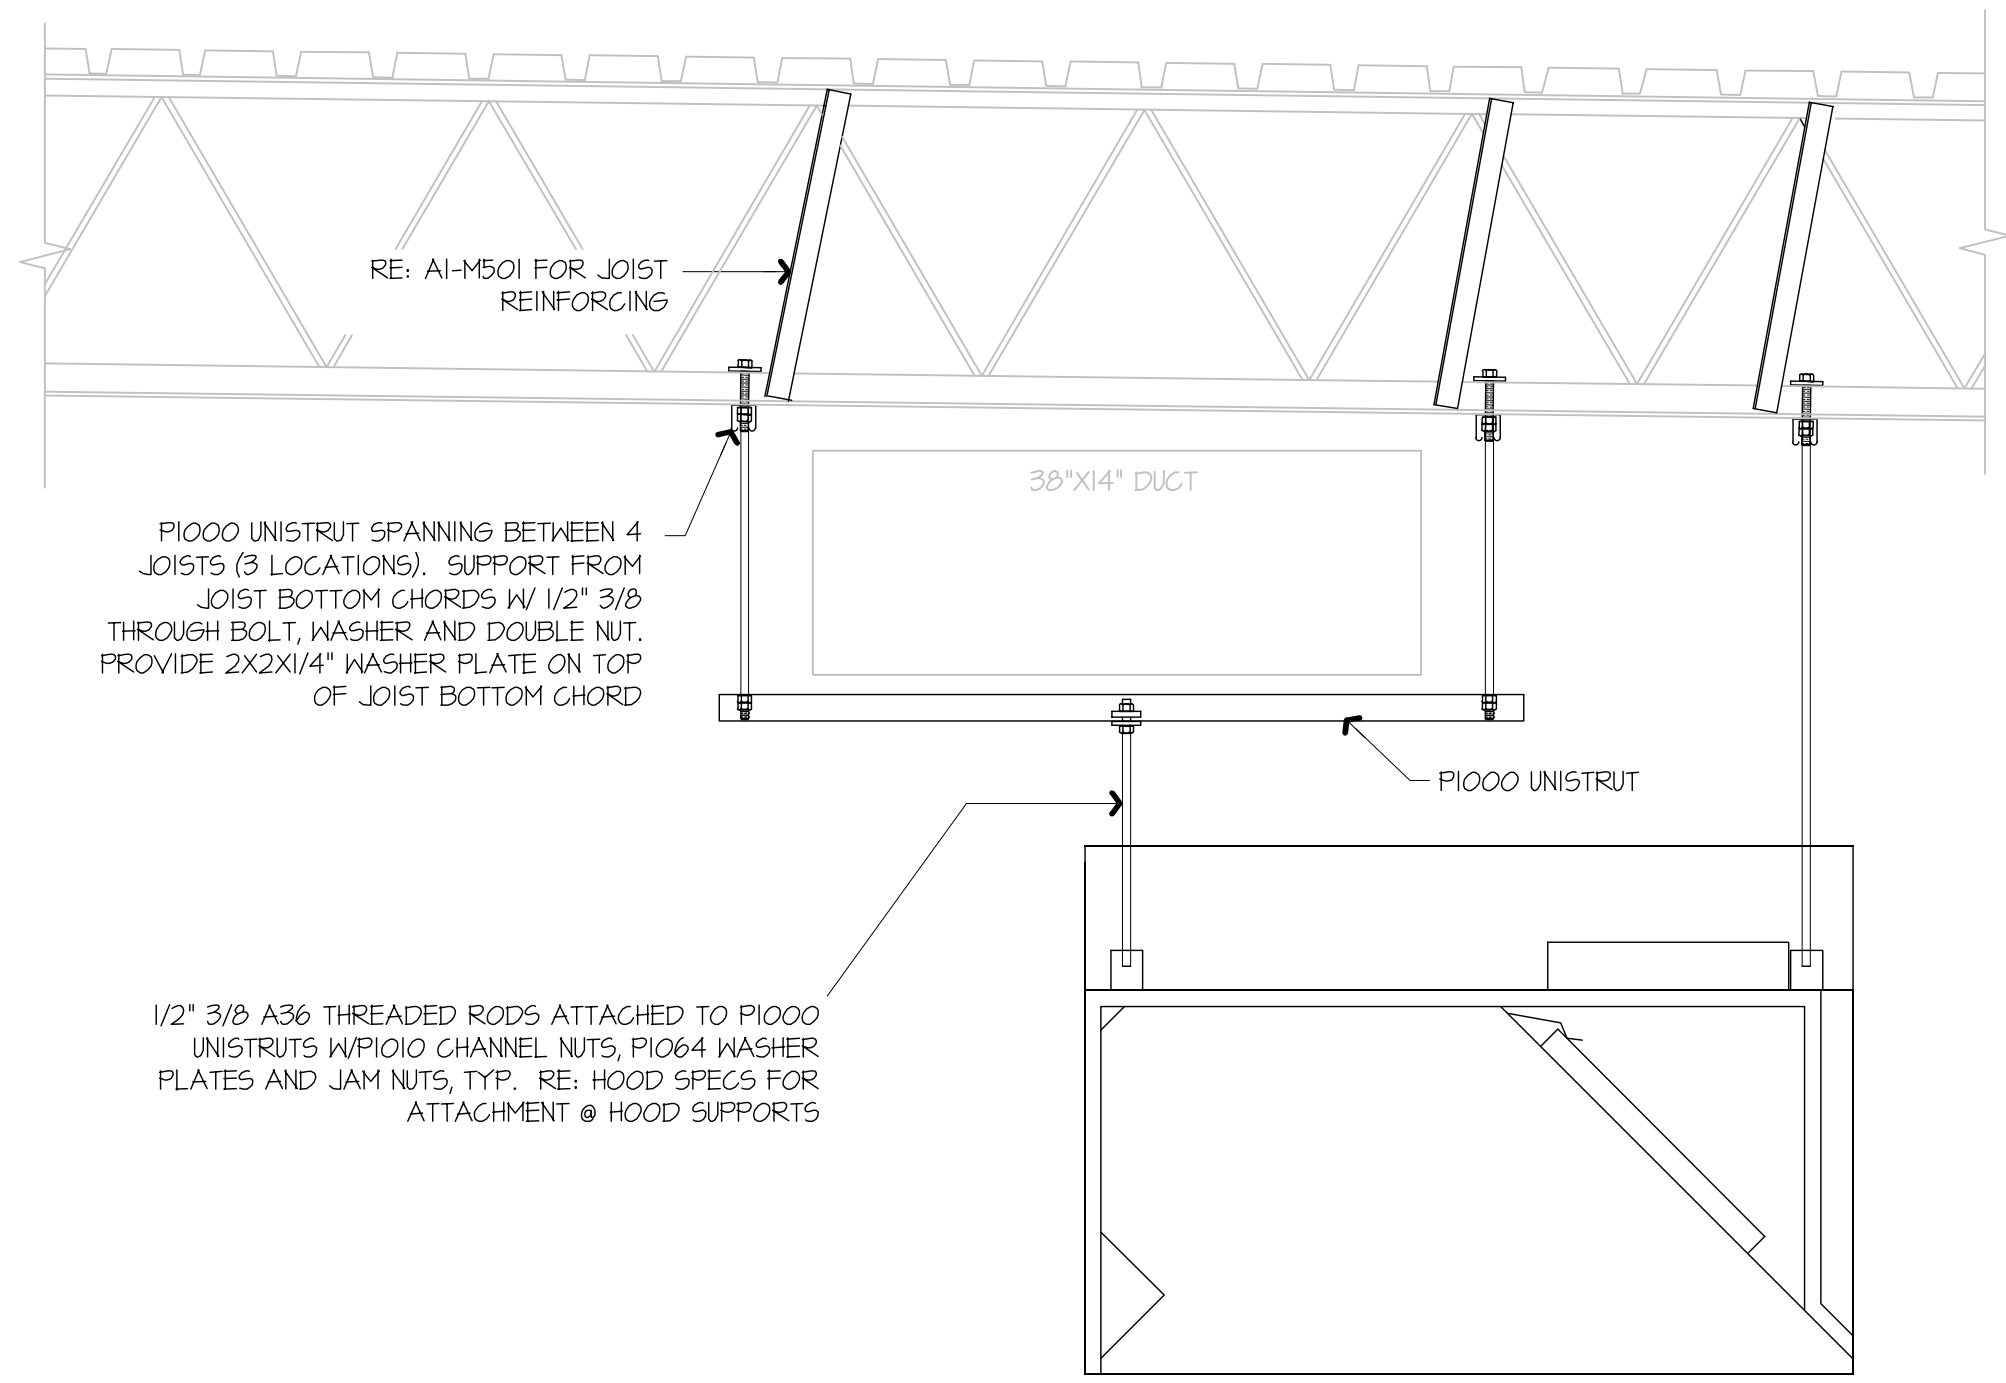 RE: A1-M501 FOR JOIST
REINFORCING
38"X14" DUCT
P1000 UNISTRUT SPANNING BETWEEN 4
JOISTS (3 LOCATIONS).  SUPPORT FROM
JOIST BOTTOM CHORDS W/ 1/2" 3/8
THROUGH BOLT, WASHER AND DOUBLE NUT.
PROVIDE 2X2X1/4" WASHER PLATE ON TOP
OF JOIST BOTTOM CHORD
P1000 UNISTRUT
1/2" 3/8 A36 THREADED RODS ATTACHED TO P1000
UNISTRUTS W/P1010 CHANNEL NUTS, P1064 WASHER
PLATES AND JAM NUTS, TYP.  RE: HOOD SPECS FOR
ATTACHMENT @ HOOD SUPPORTS